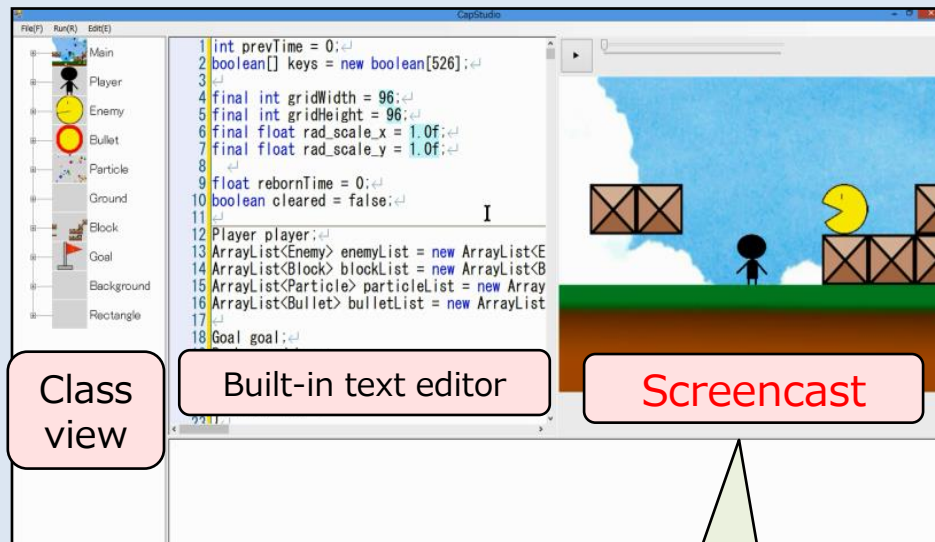 CapStudio
File(F) Run(R) Edit(E)
Main
Player
Enemy
Bullet
Particle
Ground
Block
Goal
Background
Rectangle
1 int prevTime = 0;↵
2 boolean[] keys = new boolean[526];↵
3 ↵
4 final int gridWidth = 96;↵
5 final int gridHeight = 96;↵
6 final float rad_scale_x = 1.0f;↵
7 final float rad_scale_y = 1.0f;↵
8 ↵
9 float rebornTime = 0;↵
10 boolean cleared = false;↵
11 ↵
12 Player player;↵
13 ArrayList<Enemy> enemyList = new ArrayList<E
14 ArrayList<Block> blockList = new ArrayList<B
15 ArrayList<Particle> particleList = new Array
16 ArrayList<Bullet> bulletList = new ArrayList
17 ↵
18 Goal goal;↵
Class
view
Built-in text editor
Screencast